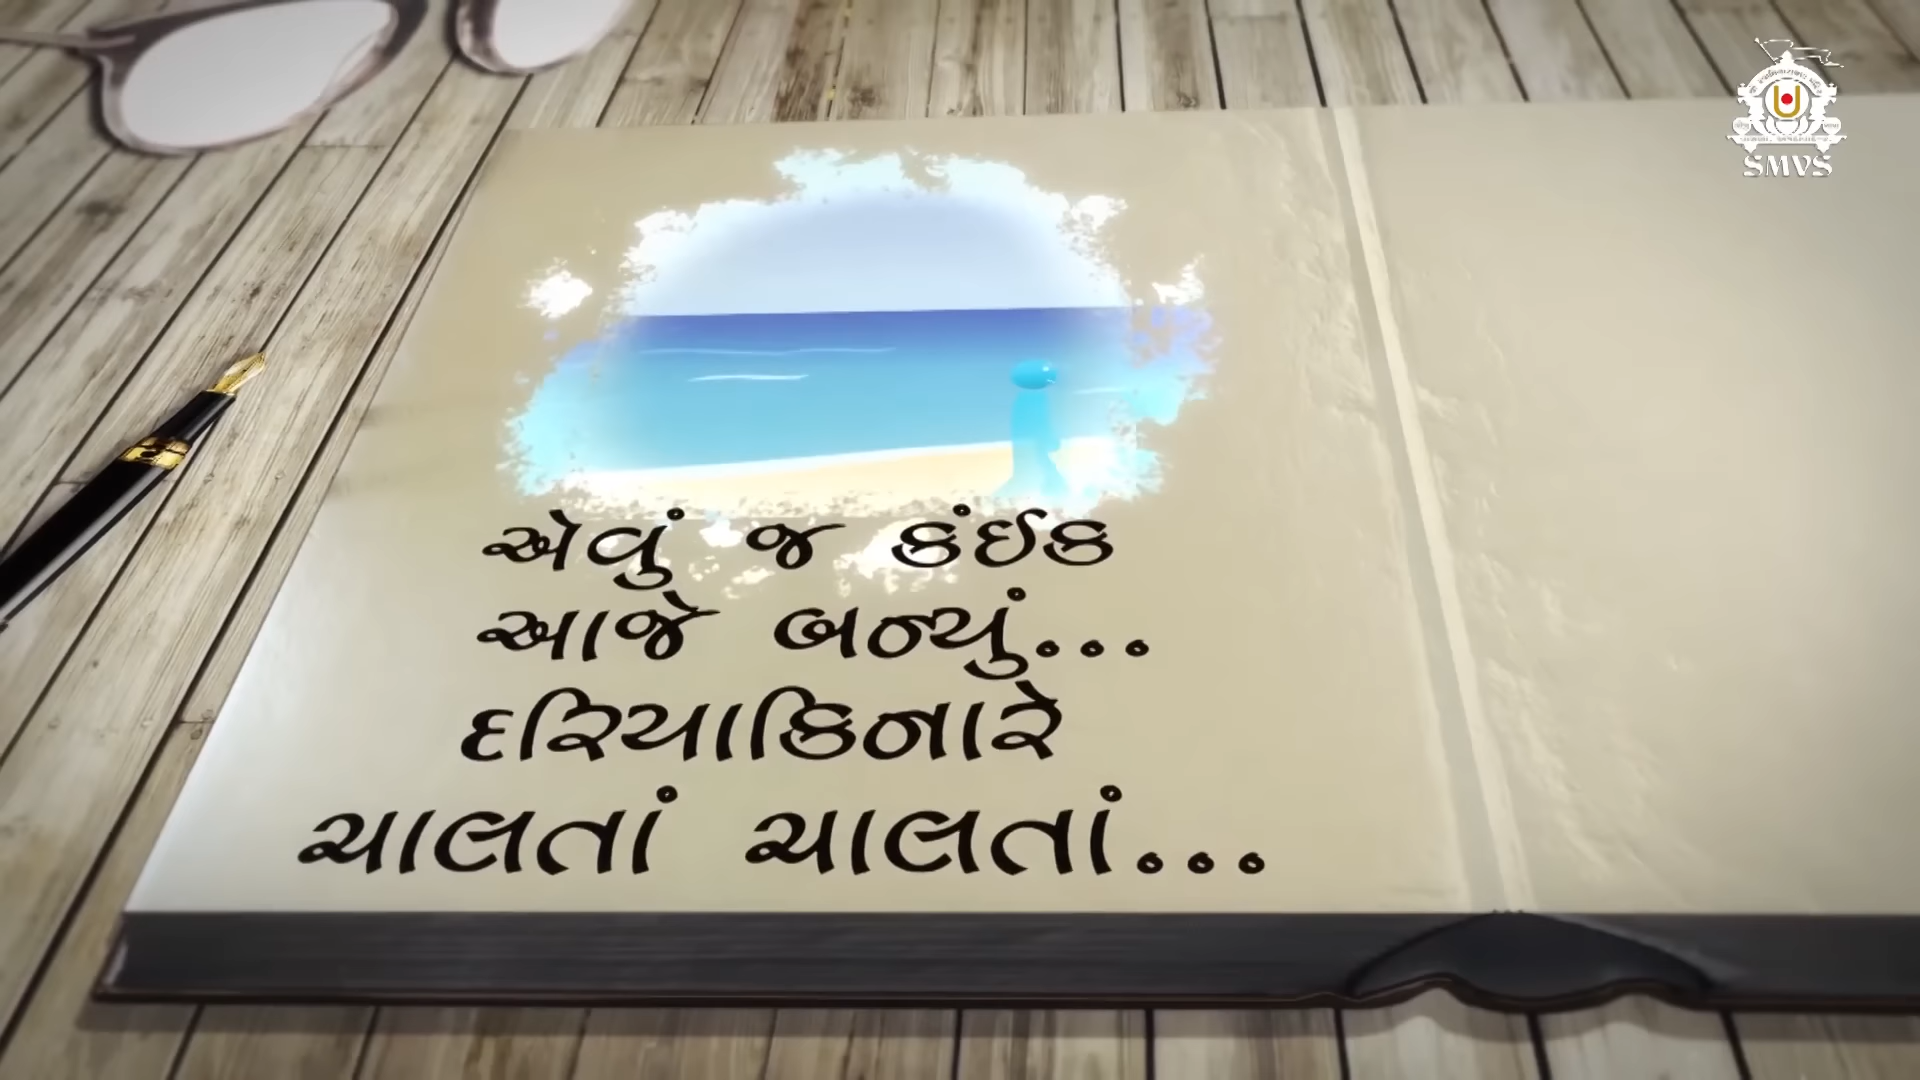 SMVS
એવું જ કંઈક
આજે બન્યું...
દરિયાકિનારે
ચાલતાં ચાલતાં...